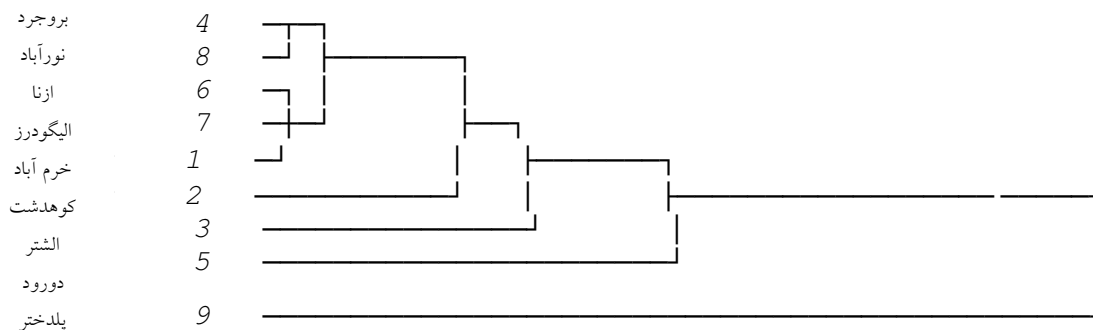 بروجرد 4
نورآباد 8
ازنا 6
الیگودرز 7
خرم آباد 1
کوهدشت 2
الشتر 3
دورود 5
پلدختر 9